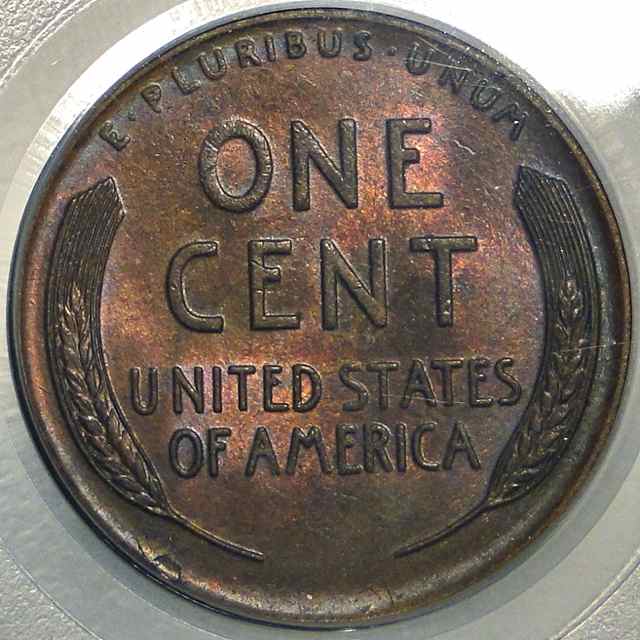 E·PLURIBUS·UNUM
ONE
CENT
UNITED STATES
OF AMERICA